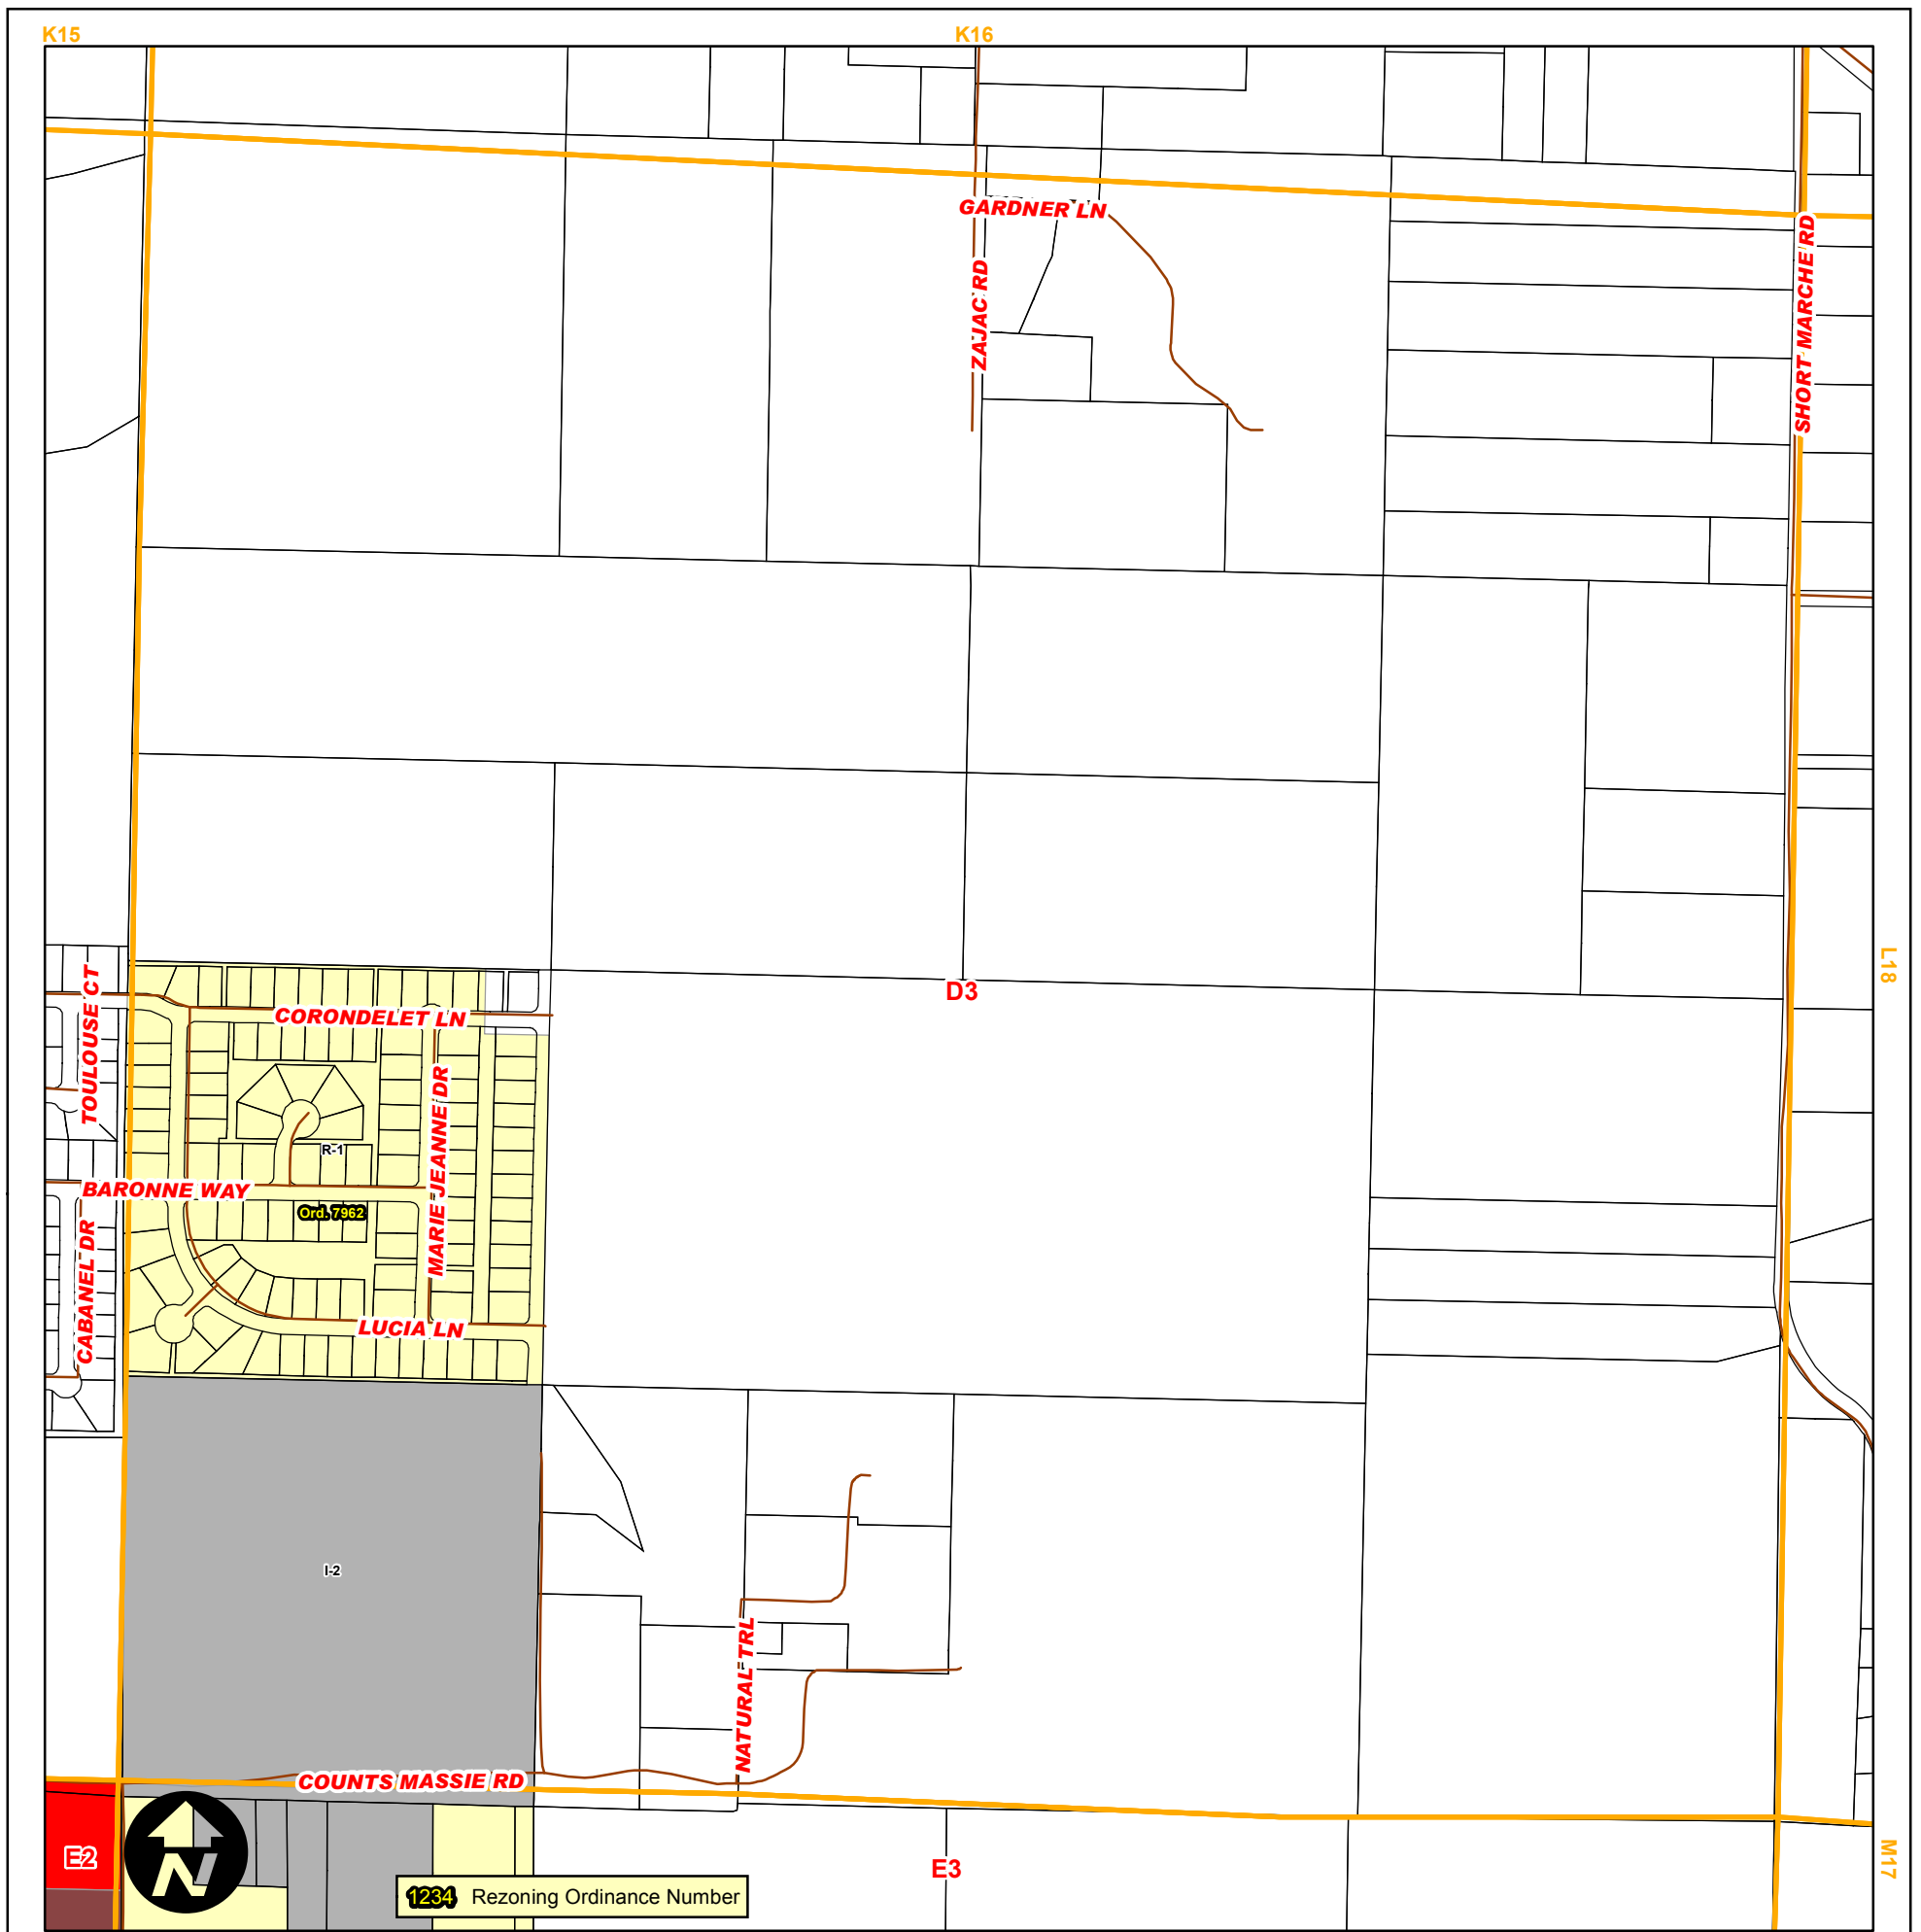 K15
K16
GARDNER LN
ZAJAC RD
SHORT MARCHE RD
L18
D3
TOULOUSE CT
CORONDELET LN
MARIE JEANNE DR
R-1
BARONNE WAY
Ord. 7962
CABANEL DR
LUCIA LN
I-2
NATURAL TRL
COUNTS MASSIE RD
E2
N
E3
M17
1234 Rezoning Ordinance Number